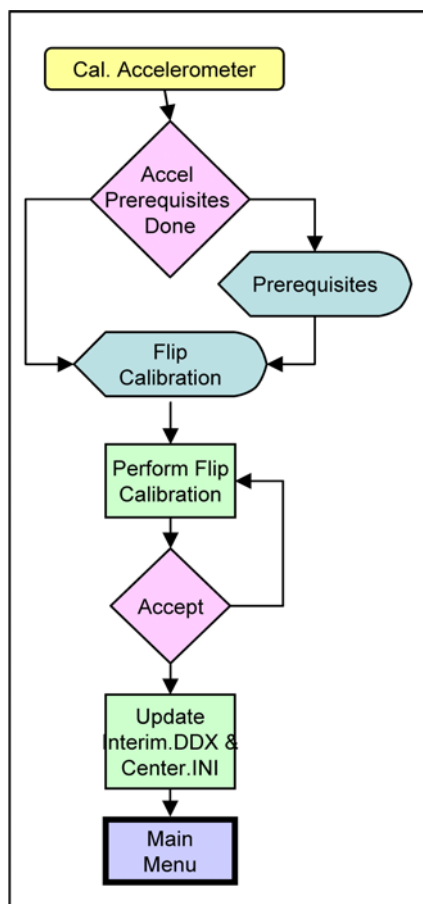 Cal. Accelerometer
Accel
Prerequisites
Done
Prerequisites
Flip
Calibration
Perform Flip
Calibration
Accept
Update
Interim.DDX &
Center.INI
Main
Menu